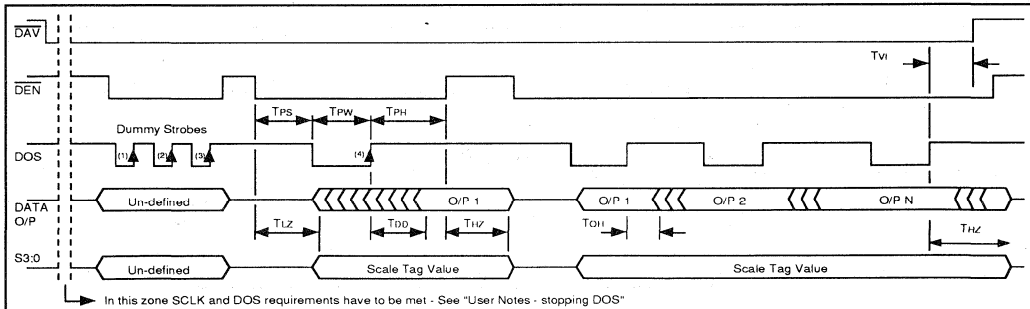 DAV
TVI
DEN
TPS TPW TPH
Dummy Strobes
DOS (1) (2) (3) (4)
DATA O/P Un-defined O/P 1 O/P 1 O/P 2 O/P N
TLZ TDD THZ TOH THZ
S3:0 Un-defined Scale Tag Value Scale Tag Value
In this zone SCLK and DOS requirements have to be met - See "User Notes - stopping DOS"